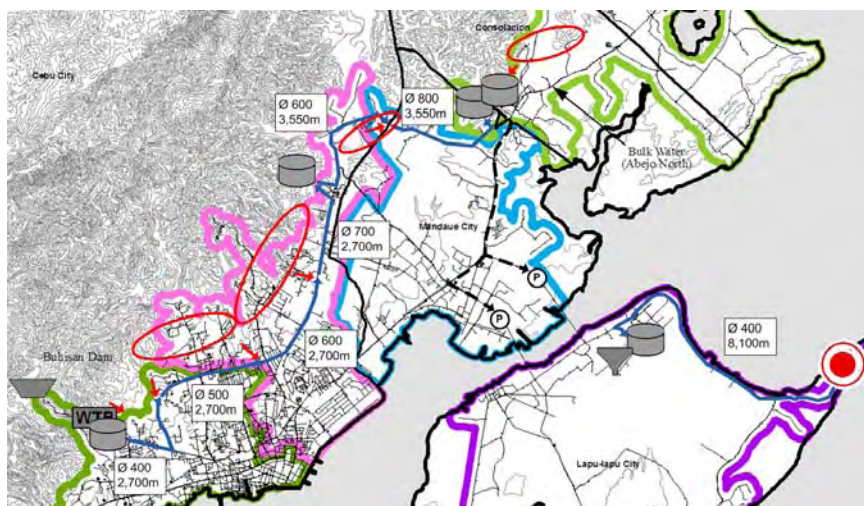 Consolacion
Cebu City
Ø 600
3,550m
Ø 800
3,550m
Bulk Water
(Abejo North)
Mandaue City
Ø 700
2,700m
P
P
Ø 600
2,700m
Ø 400
8,100m
Buhisan Dam
WTP
Ø 500
2,700m
Lapu-lapu City
Ø 400
2,700m